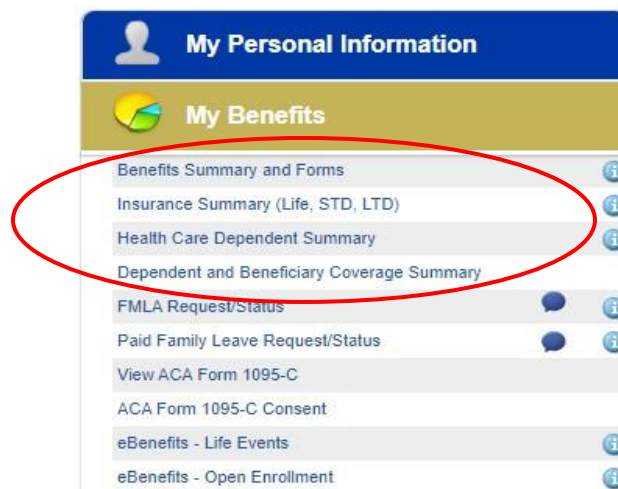 My Personal Information
My Benefits
Benefits Summary and Forms
Insurance Summary (Life, STD, LTD)
Health Care Dependent Summary
Dependent and Beneficiary Coverage Summary
FMLA Request/Status
Paid Family Leave Request/Status
View ACA Form 1095-C
ACA Form 1095-C Consent
eBenefits - Life Events
eBenefits - Open Enrollment